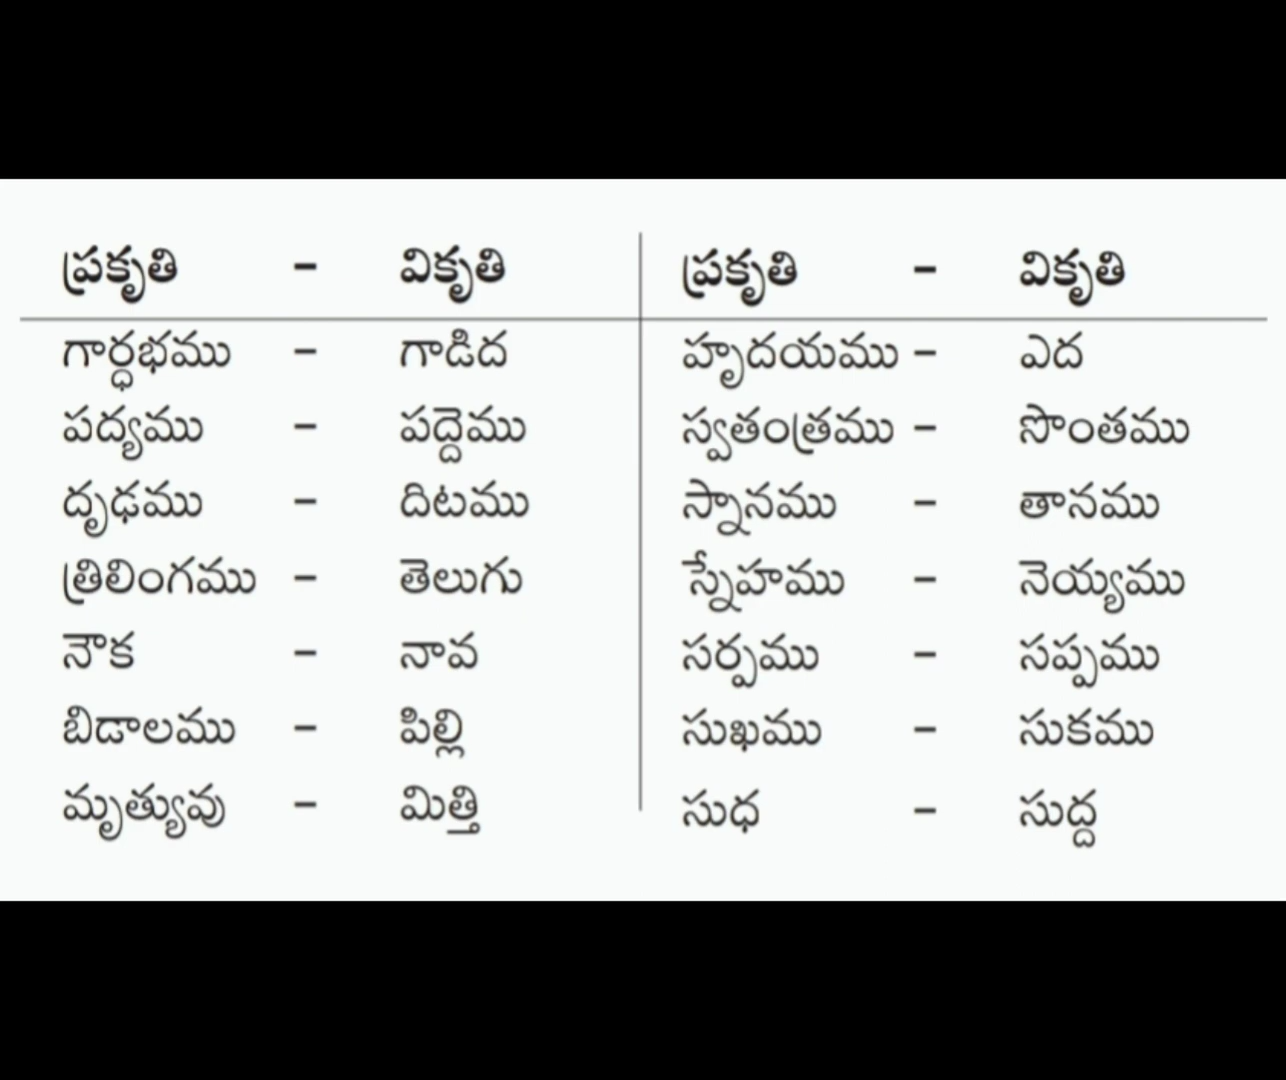 ప్రకృతి - వికృతి ప్రకృతి - వికృతి
గార్ధభము - గాడిద హృదయము - ఎద
పద్యము - పద్దెము స్వతంత్రము - సొంతము
దృఢము - దిటము స్నానము - తానము
త్రిలింగము - తెలుగు స్నేహము - నెయ్యము
నౌక - నావ సర్పము - సప్పము
బిడాలము - పిల్లి సుఖము - సుకము
మృత్యువు - మిత్తి సుధ - సుద్ద